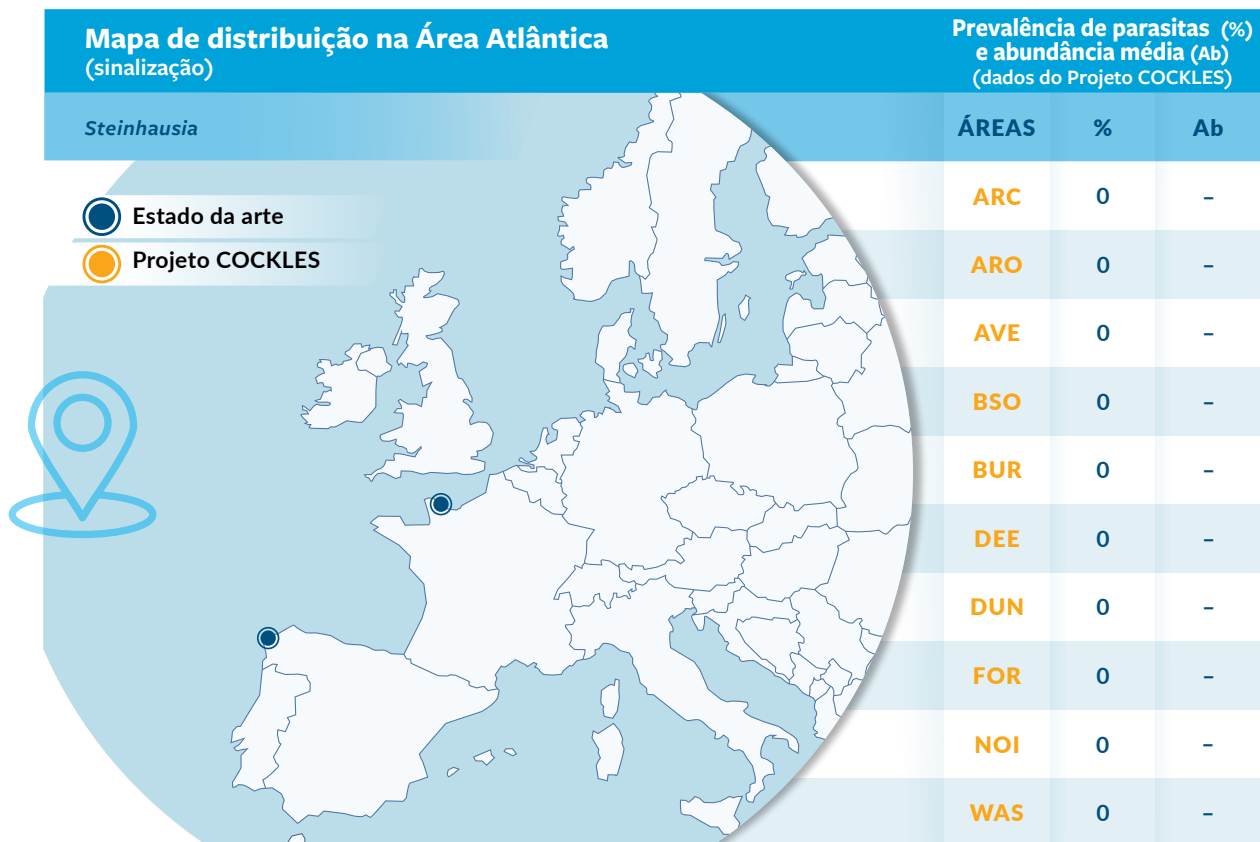 Mapa de distribuição na Área Atlântica
(sinalização)
Prevalência de parasitas (%)
e abundância média (Ab)
(dados do Projeto COCKLES)
Steinhausia
ÁREAS % Ab
Estado da arte
Projeto COCKLES
ARC 0 –
ARO 0 –
AVE 0 –
BSO 0 –
BUR 0 –
DEE 0 –
DUN 0 –
FOR 0 –
NOI 0 –
WAS 0 –